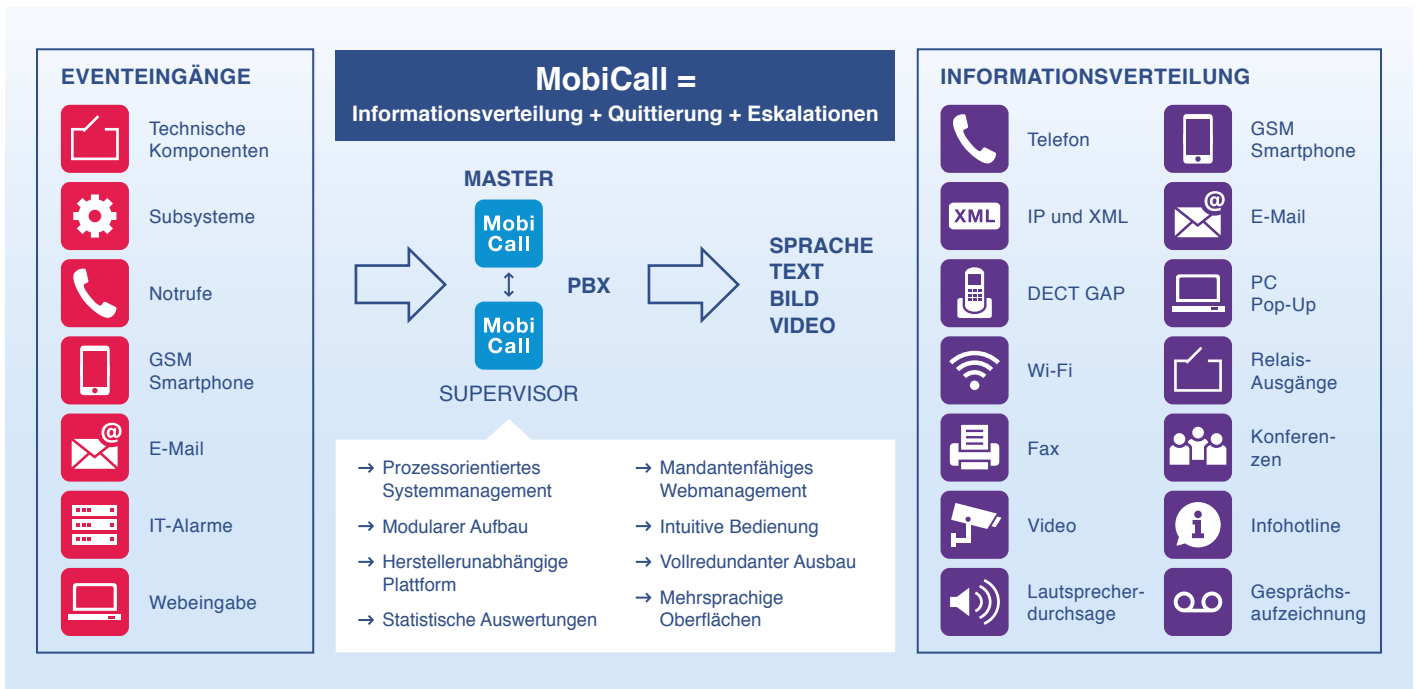 EVENTEINGÄNGE
Technische
Komponenten
Subsysteme
Notrufe
GSM
Smartphone
@
E-Mail
IT-Alarme
Webeingabe
MobiCall =
Informationsverteilung + Quittierung + Eskalationen
MASTER
Mobi
Call
PBX
Mobi
Call
SUPERVISOR
SPRACHE
TEXT
BILD
VIDEO
→ Prozessorientiertes
Systemmanagement
→ Modularer Aufbau
→ Herstellerunabhängige
Plattform
→ Statistische Auswertungen
→ Mandantenfähiges
Webmanagement
→ Intuitive Bedienung
→ Vollredundanter Ausbau
→ Mehrsprachige
Oberflächen
INFORMATIONSVERTEILUNG
Telefon
XML
IP und XML
DECT GAP
Wi-Fi
Fax
Video
Lautsprecher-
durchsage
GSM
Smartphone
@
E-Mail
PC
Pop-Up
Relais-
Ausgänge
Konferen-
zen
i
Infohotline
Gesprächs-
aufzeichnung